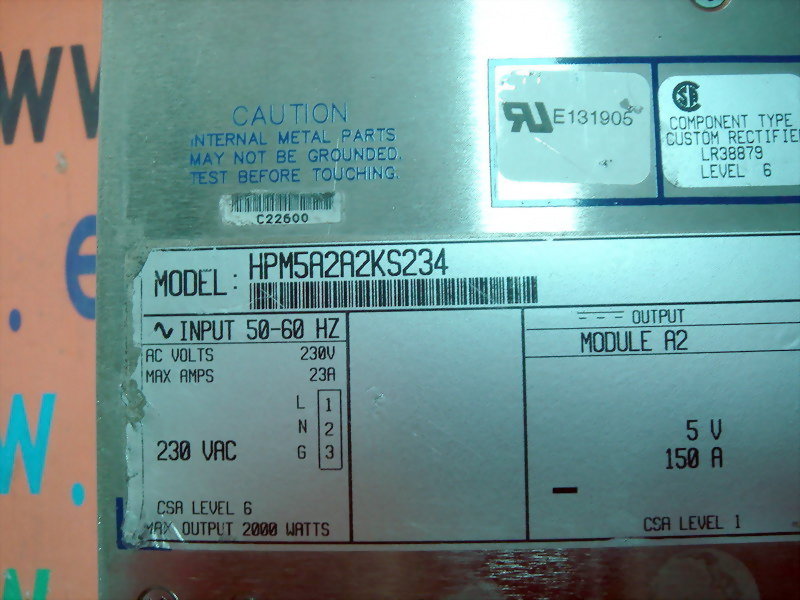 CAUTION
INTERNAL METAL PARTS
MAY NOT BE GROUNDED.
TEST BEFORE TOUCHING.
C22600
E131905
COMPONENT TYPE
CUSTOM RECTIFIER
LR38879
LEVEL 6
MODEL: HPM5A2A2KS234
∿ INPUT 50-60 HZ
AC VOLTS 230V
MAX AMPS 23A
L 1
N 2
G 3
230 VAC
CSA LEVEL 6
MAX OUTPUT 2000 WATTS
OUTPUT
MODULE A2
5 V
150 A
CSA LEVEL 1